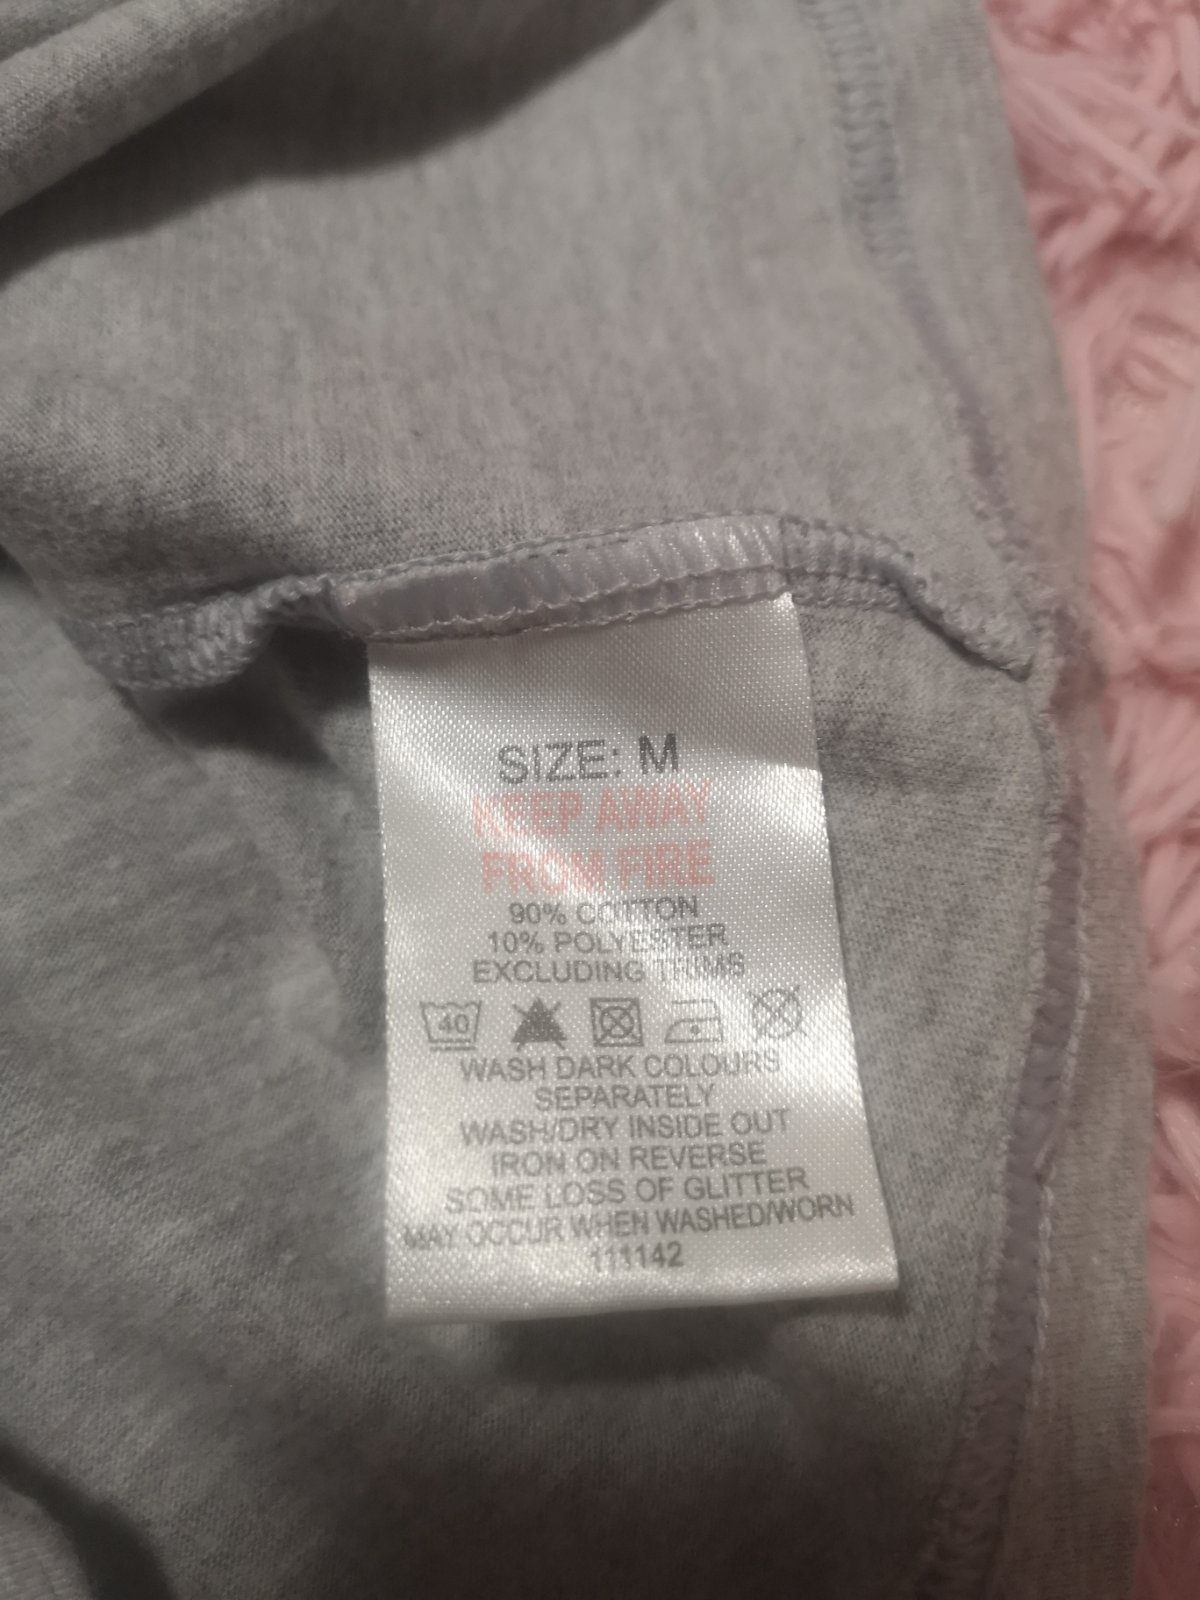 SIZE: M
KEEP AWAY
FROM FIRE
90% COTTON
10% POLYESTER
EXCLUDING TRIMS
40
WASH DARK COLOURS
SEPARATELY
WASH/DRY INSIDE OUT
IRON ON REVERSE
SOME LOSS OF GLITTER
MAY OCCUR WHEN WASHED/WORN
111142